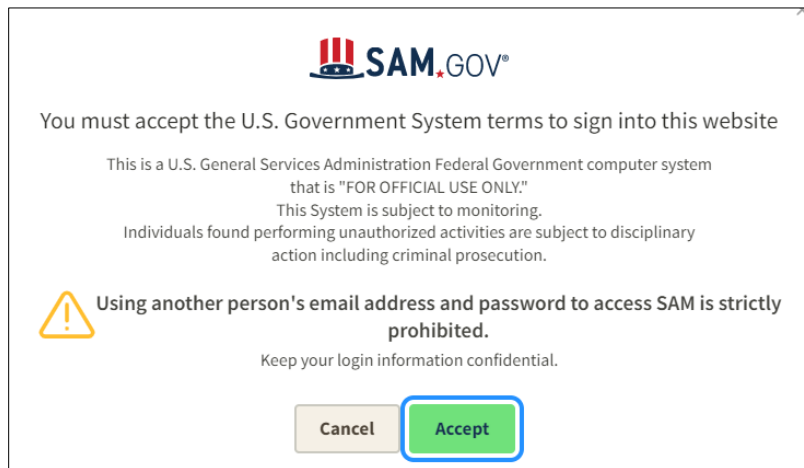 SAM.GOV®
You must accept the U.S. Government System terms to sign into this website
This is a U.S. General Services Administration Federal Government computer system
that is "FOR OFFICIAL USE ONLY."
This System is subject to monitoring.
Individuals found performing unauthorized activities are subject to disciplinary
action including criminal prosecution.
Using another person's email address and password to access SAM is strictly
prohibited.
Keep your login information confidential.
Cancel
Accept